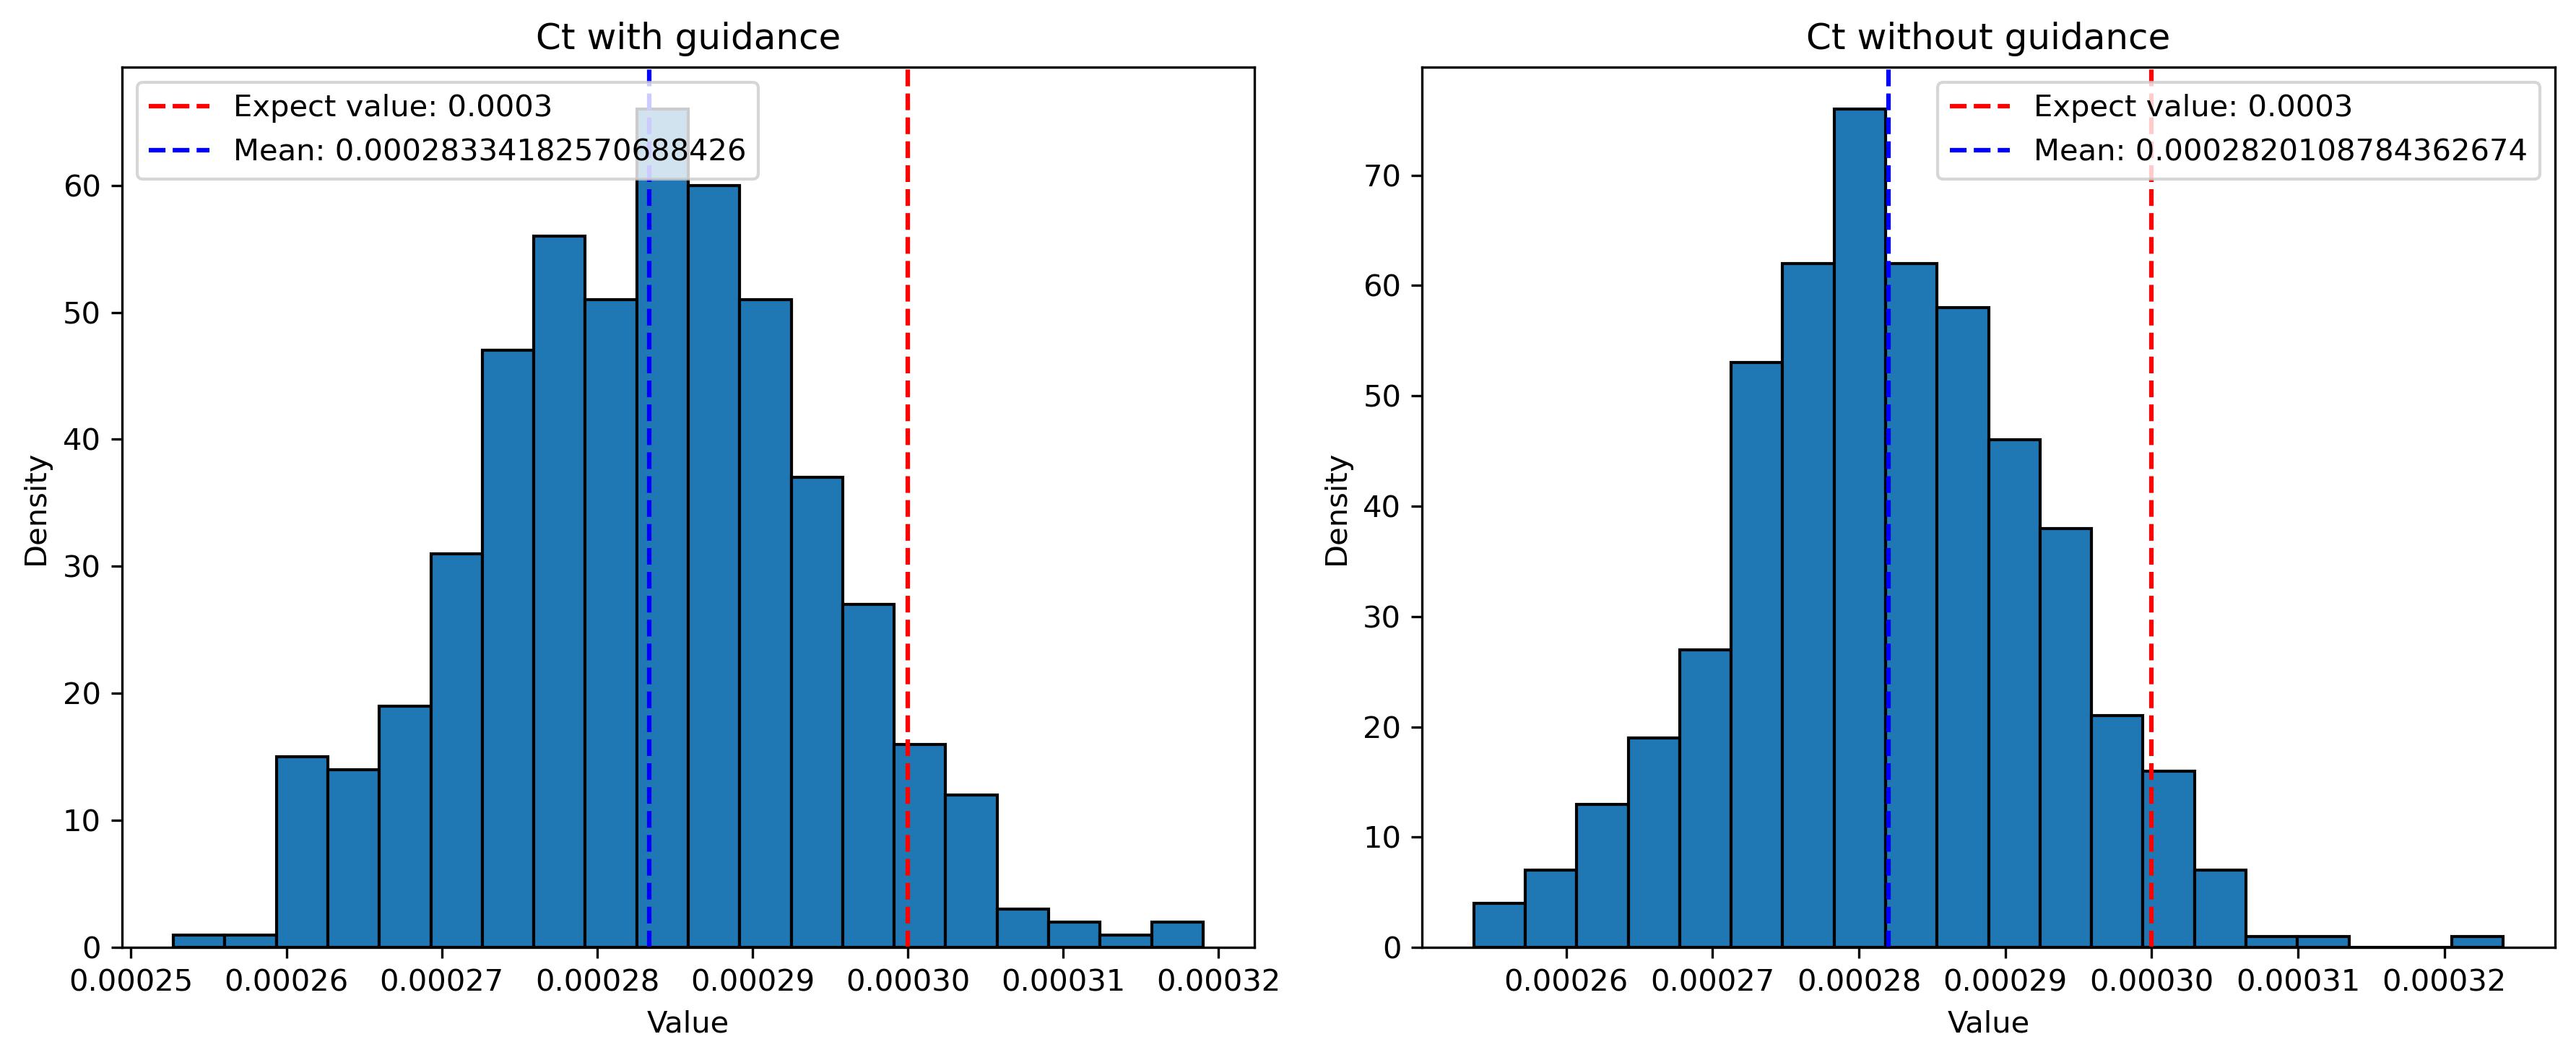 Ct with guidance
Expect value: 0.0003
Mean: 0.00028334182570688426
60
50
40
30
20
10
0
Density
0.00025 0.00026 0.00027 0.00028 0.00029 0.00030 0.00031 0.00032
Value
Ct without guidance
Expect value: 0.0003
Mean: 0.0002820108784362674
70
60
50
40
30
20
10
0
Density
0.00026 0.00027 0.00028 0.00029 0.00030 0.00031 0.00032
Value